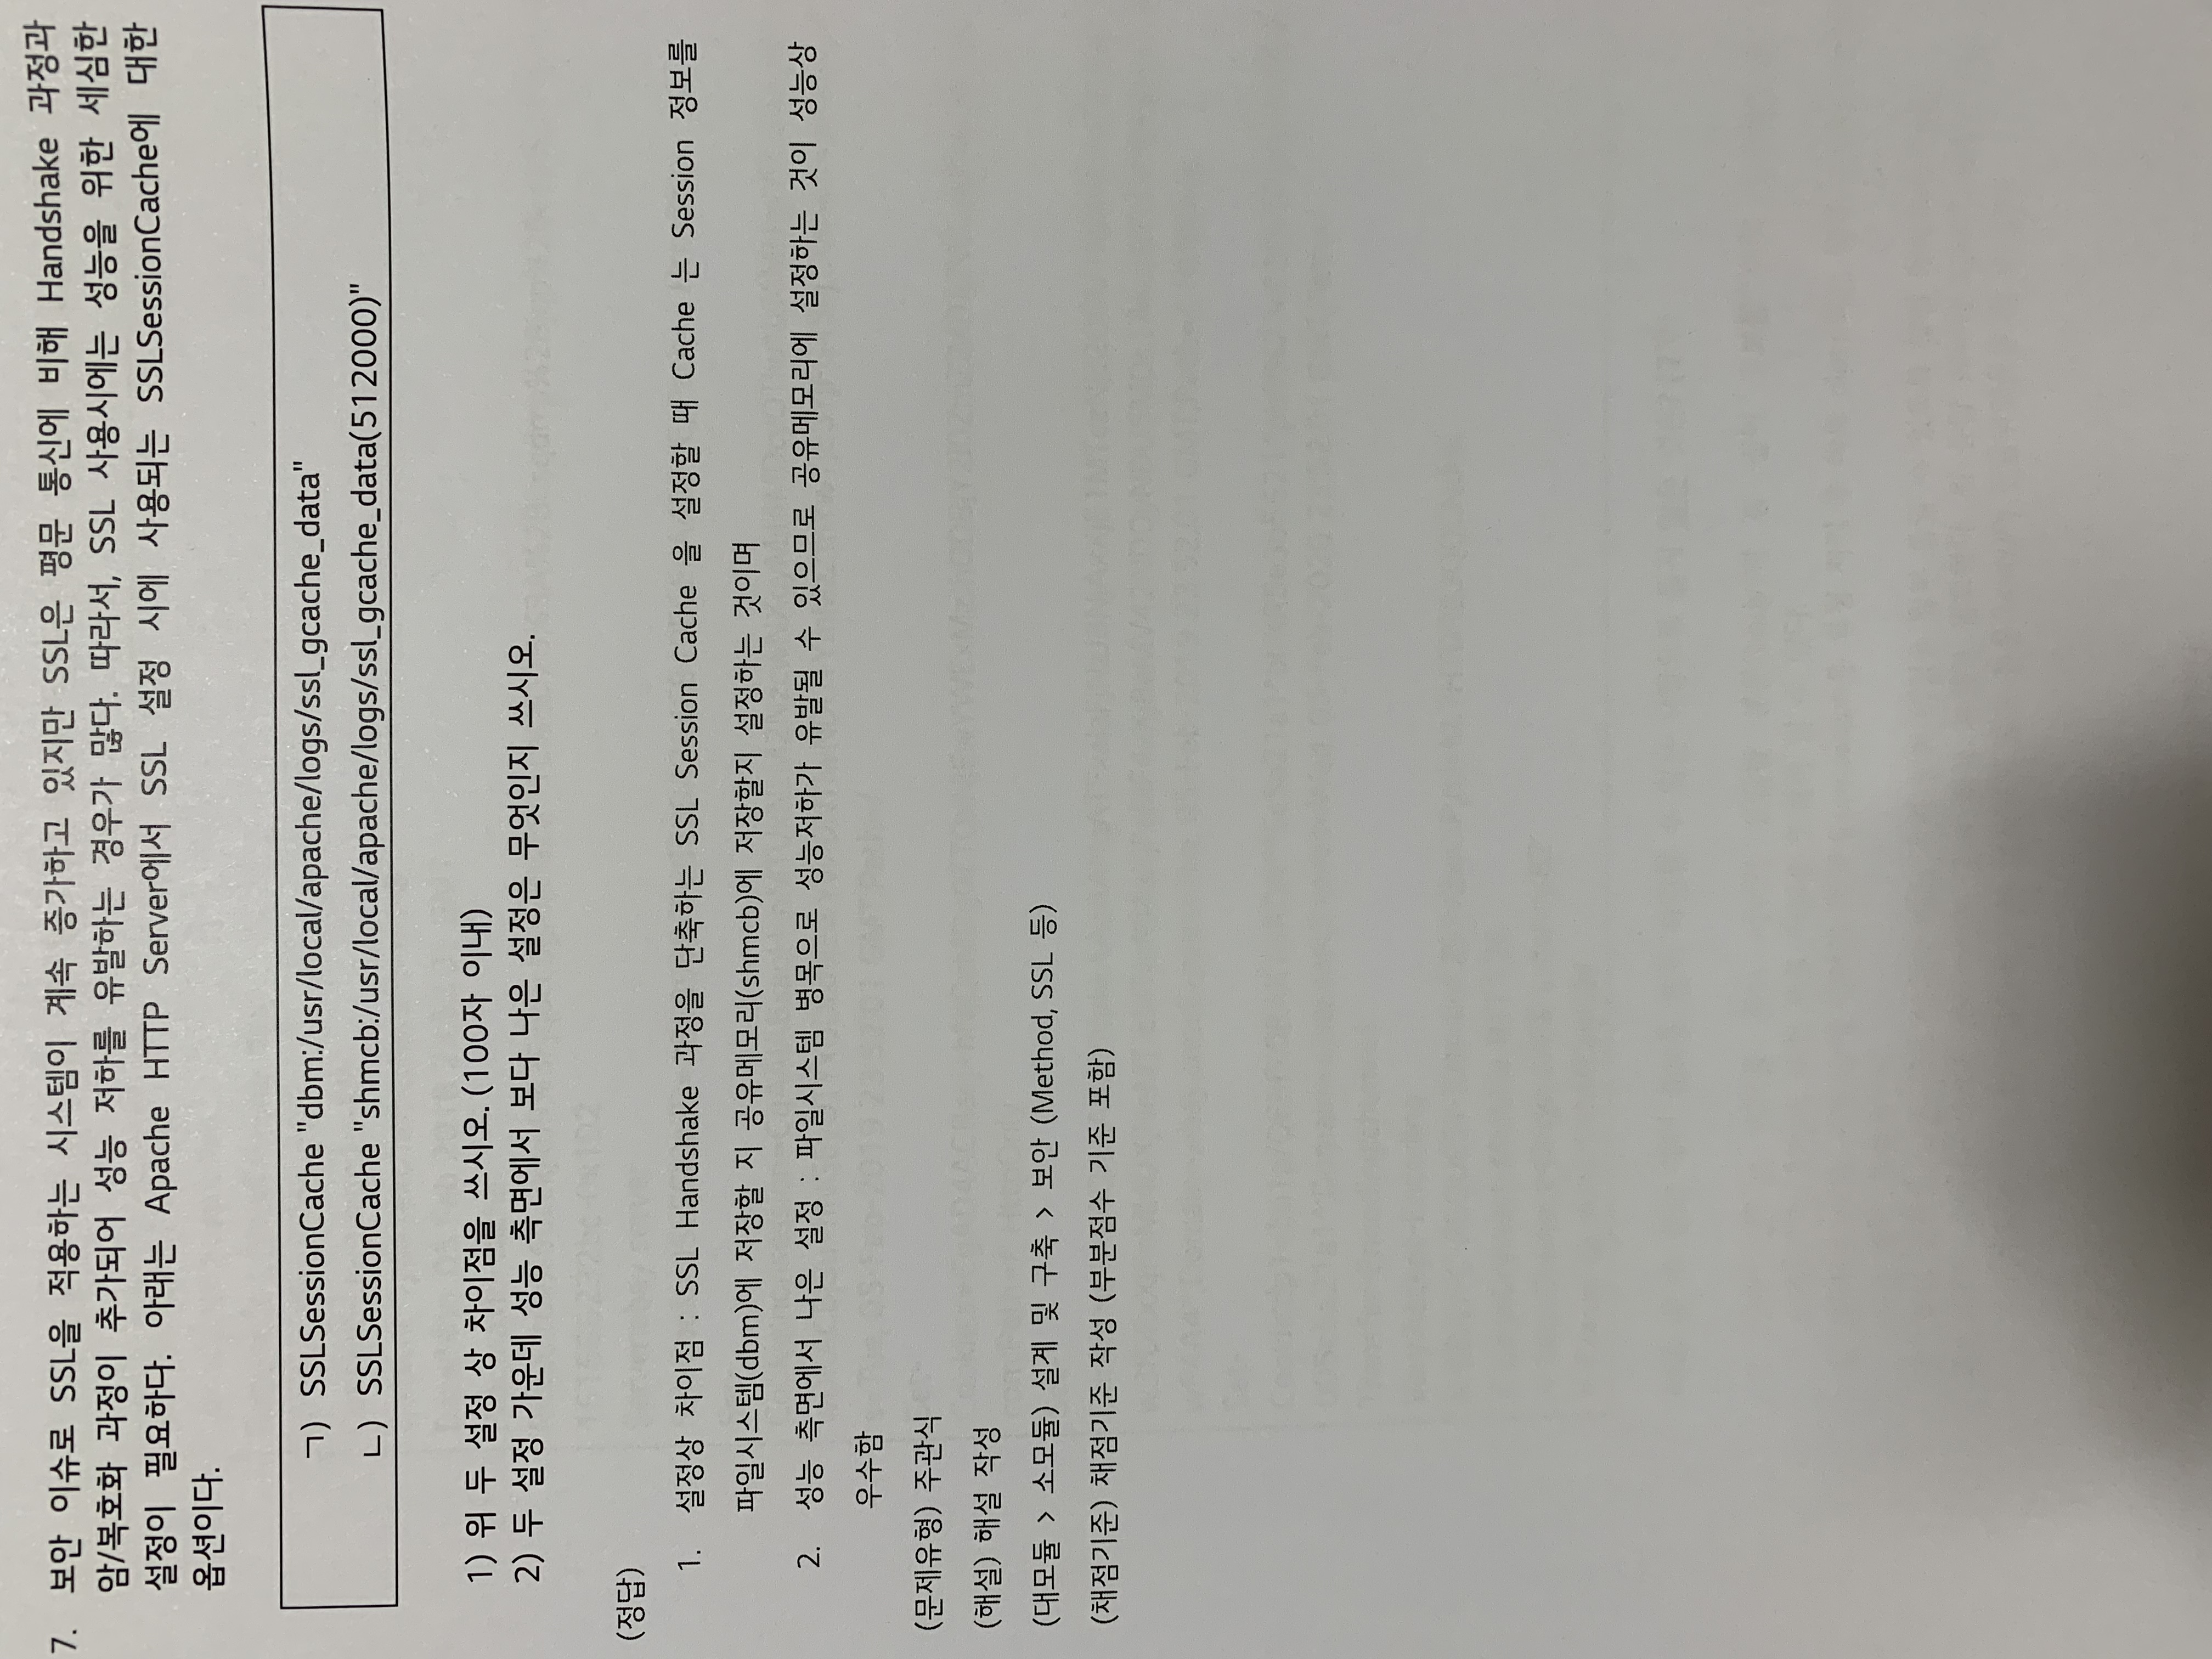 7. 보안 이슈로 SSL을 적용하는 시스템이 계속 증가하고 있지만 SSL은 평문 통신에 비해 Handshake 과정과
암/복호화 과정이 추가되어 성능 저하를 유발하는 경우가 많다. 따라서, SSL 사용시에는 성능을 위한 세심한
설정이 필요하다. 아래는 Apache HTTP Server에서 SSL 설정 시에 사용되는 SSLSessionCache에 대한
옵션이다.
ㄱ) SSLSessionCache "dbm:/usr/local/apache/logs/ssl_gcache_data"
ㄴ) SSLSessionCache "shmcb:/usr/local/apache/logs/ssl_gcache_data(512000)"
1) 위 두 설정 상 차이점을 쓰시오. (100자 이내)
2) 두 설정 가운데 성능 측면에서 보다 나은 설정은 무엇인지 쓰시오.
(정답)
1. 설정상 차이점 : SSL Handshake 과정을 단축하는 SSL Session Cache 을 설정할 때 Cache 는 Session 정보를
파일시스템(dbm)에 저장할 지 공유메모리(shmcb)에 저장할지 설정하는 것이며
2. 성능 측면에서 나은 설정 : 파일시스템 병목으로 성능저하가 유발될 수 있으므로 공유메모리에 설정하는 것이 성능상
우수함
(문제유형) 주관식
(해설) 해설 작성
(대모듈 > 소모듈) 설계 및 구축 > 보안 (Method, SSL 등)
(채점기준) 채점기준 작성 (부분점수 기준 포함)